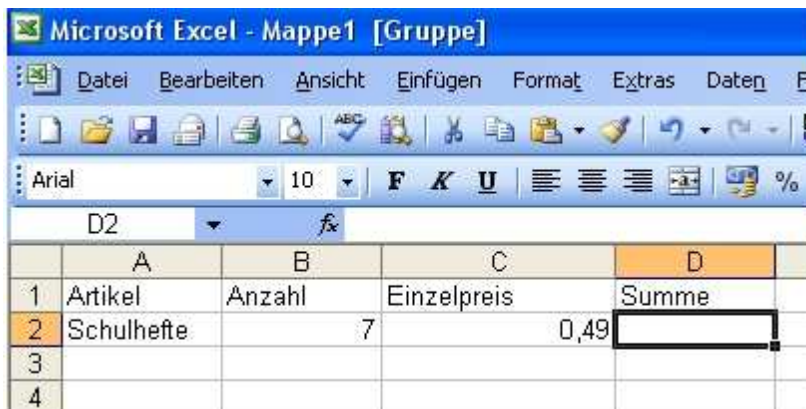 Microsoft Excel - Mappe1 [Gruppe]
Datei Bearbeiten Ansicht Einfügen Format Extras Daten
ABC
Arial 10 F K U %
D2 fx
A B C D
1 Artikel Anzahl Einzelpreis Summe
2 Schulhefte 7 0,49
3
4